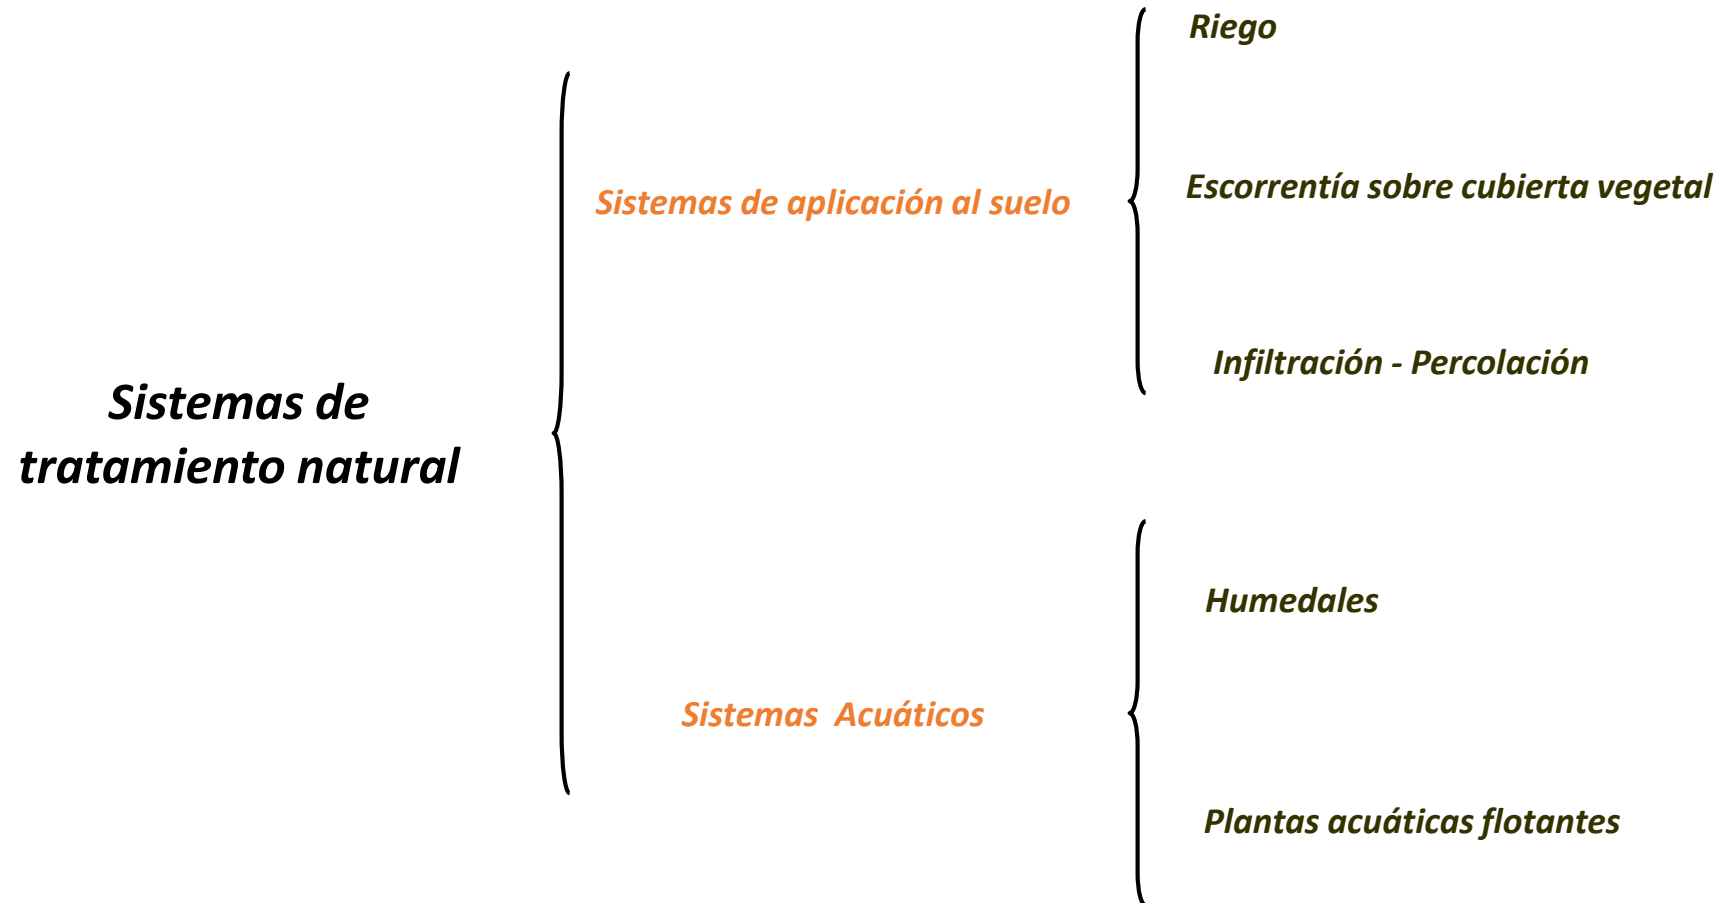 Riego
Sistemas de aplicación al suelo
Escorrentía sobre cubierta vegetal
Infiltración - Percolación
Sistemas de
tratamiento natural
Humedales
Sistemas Acuáticos
Plantas acuáticas flotantes